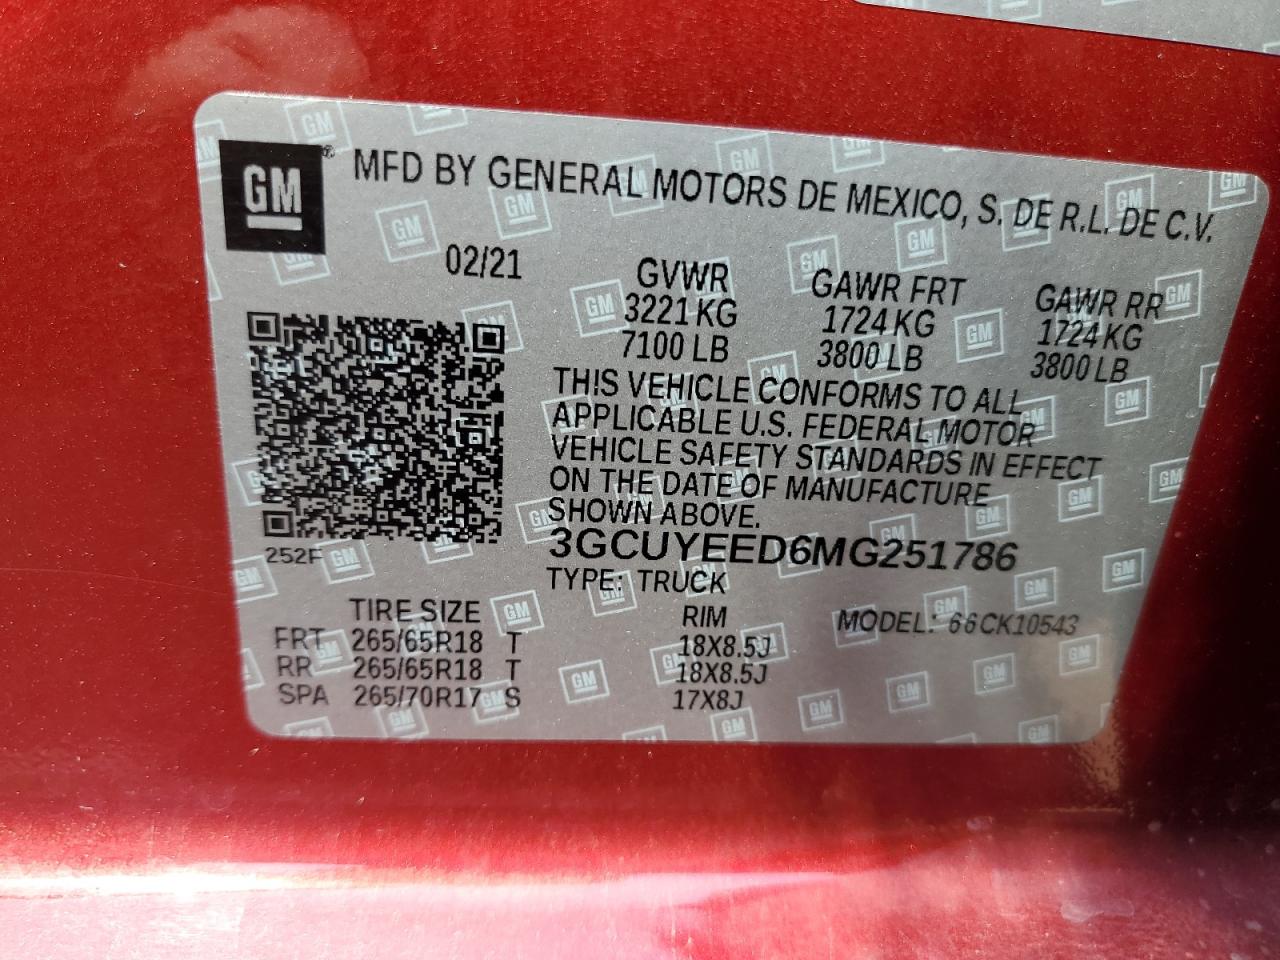 GM ® MFD BY GENERAL MOTORS DE MEXICO, S. DE R.L. DE C.V.
02/21
GVWR GAWR FRT GAWR RR
3221 KG 1724 KG 1724 KG
7100 LB 3800 LB 3800 LB
THIS VEHICLE CONFORMS TO ALL
APPLICABLE U.S. FEDERAL MOTOR
VEHICLE SAFETY STANDARDS IN EFFECT
ON THE DATE OF MANUFACTURE
SHOWN ABOVE.
252F
3GCUYEED6MG251786
TYPE: TRUCK
TIRE SIZE RIM MODEL: 66CK10543
FRT 265/65R18 T 18X8.5J
RR 265/65R18 T 18X8.5J
SPA 265/70R17 S 17X8J